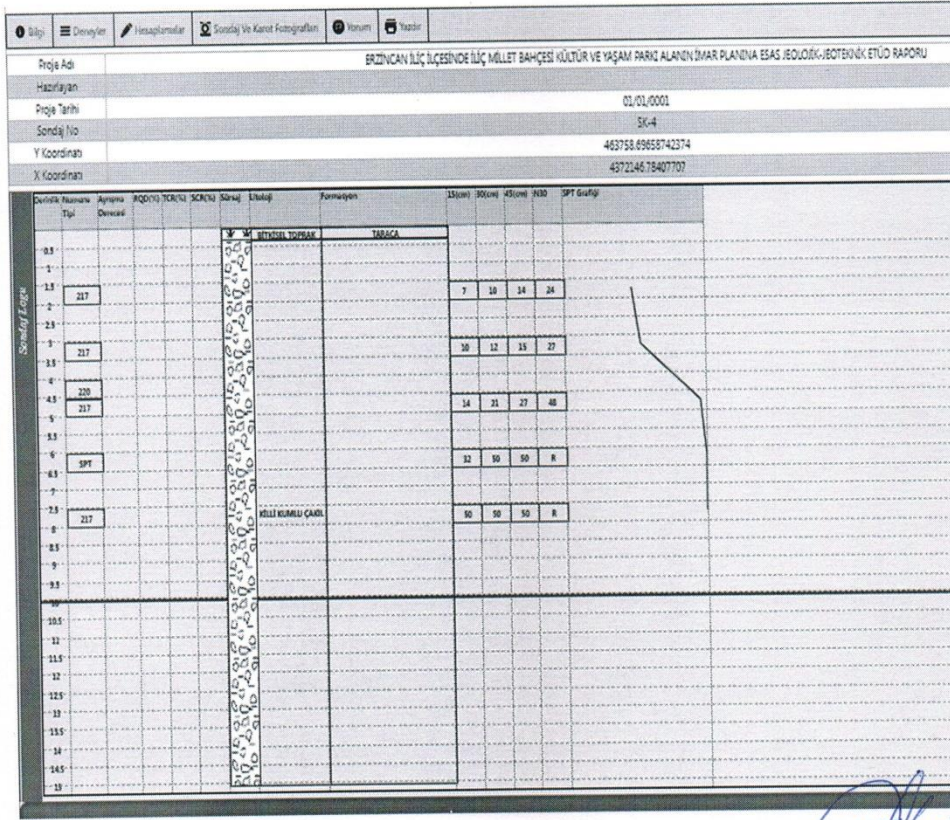 Bilgi Deneyler Hesaplamalar Sondaj Ve Karot Fotoğrafları Yorum Yazdır
Proje Adı ERZİNCAN İLİÇ İLÇESİNDE İLİÇ MİLLET BAHÇESİ KÜLTÜR VE YAŞAM PARKI ALANIN İMAR PLANINA ESAS JEOLOJİK-JEOTEKNİK ETÜD RAPORU
Hazırlayan
Proje Tarihi 01/01/0001
Sondaj No SK-4
Y Koordinatı 463758.69658742374
X Koordinatı 4372146.78407707
Derinlik Numune Tipi Ayrışma Derecesi RQD(%) TCR(%) SCR(%) Litoloji Formasyon 15(cm) 30(cm) 45(cm) N30 SPT Grafiği
Sondaj Logu
BİTKİSEL TOPRAK TARACA
0.5
1
1.5
217 7 10 14 24
2
2.5
3
217 10 12 15 27
3.5
4
220
4.5
217 14 21 27 48
5
5.5
6
SPT 32 50 50 R
6.5
7
7.5
217 KİLLİ KUMLU ÇAKIL 50 50 50 R
8
8.5
9
9.5
10
10.5
11
11.5
12
12.5
13
13.5
14
14.5
15